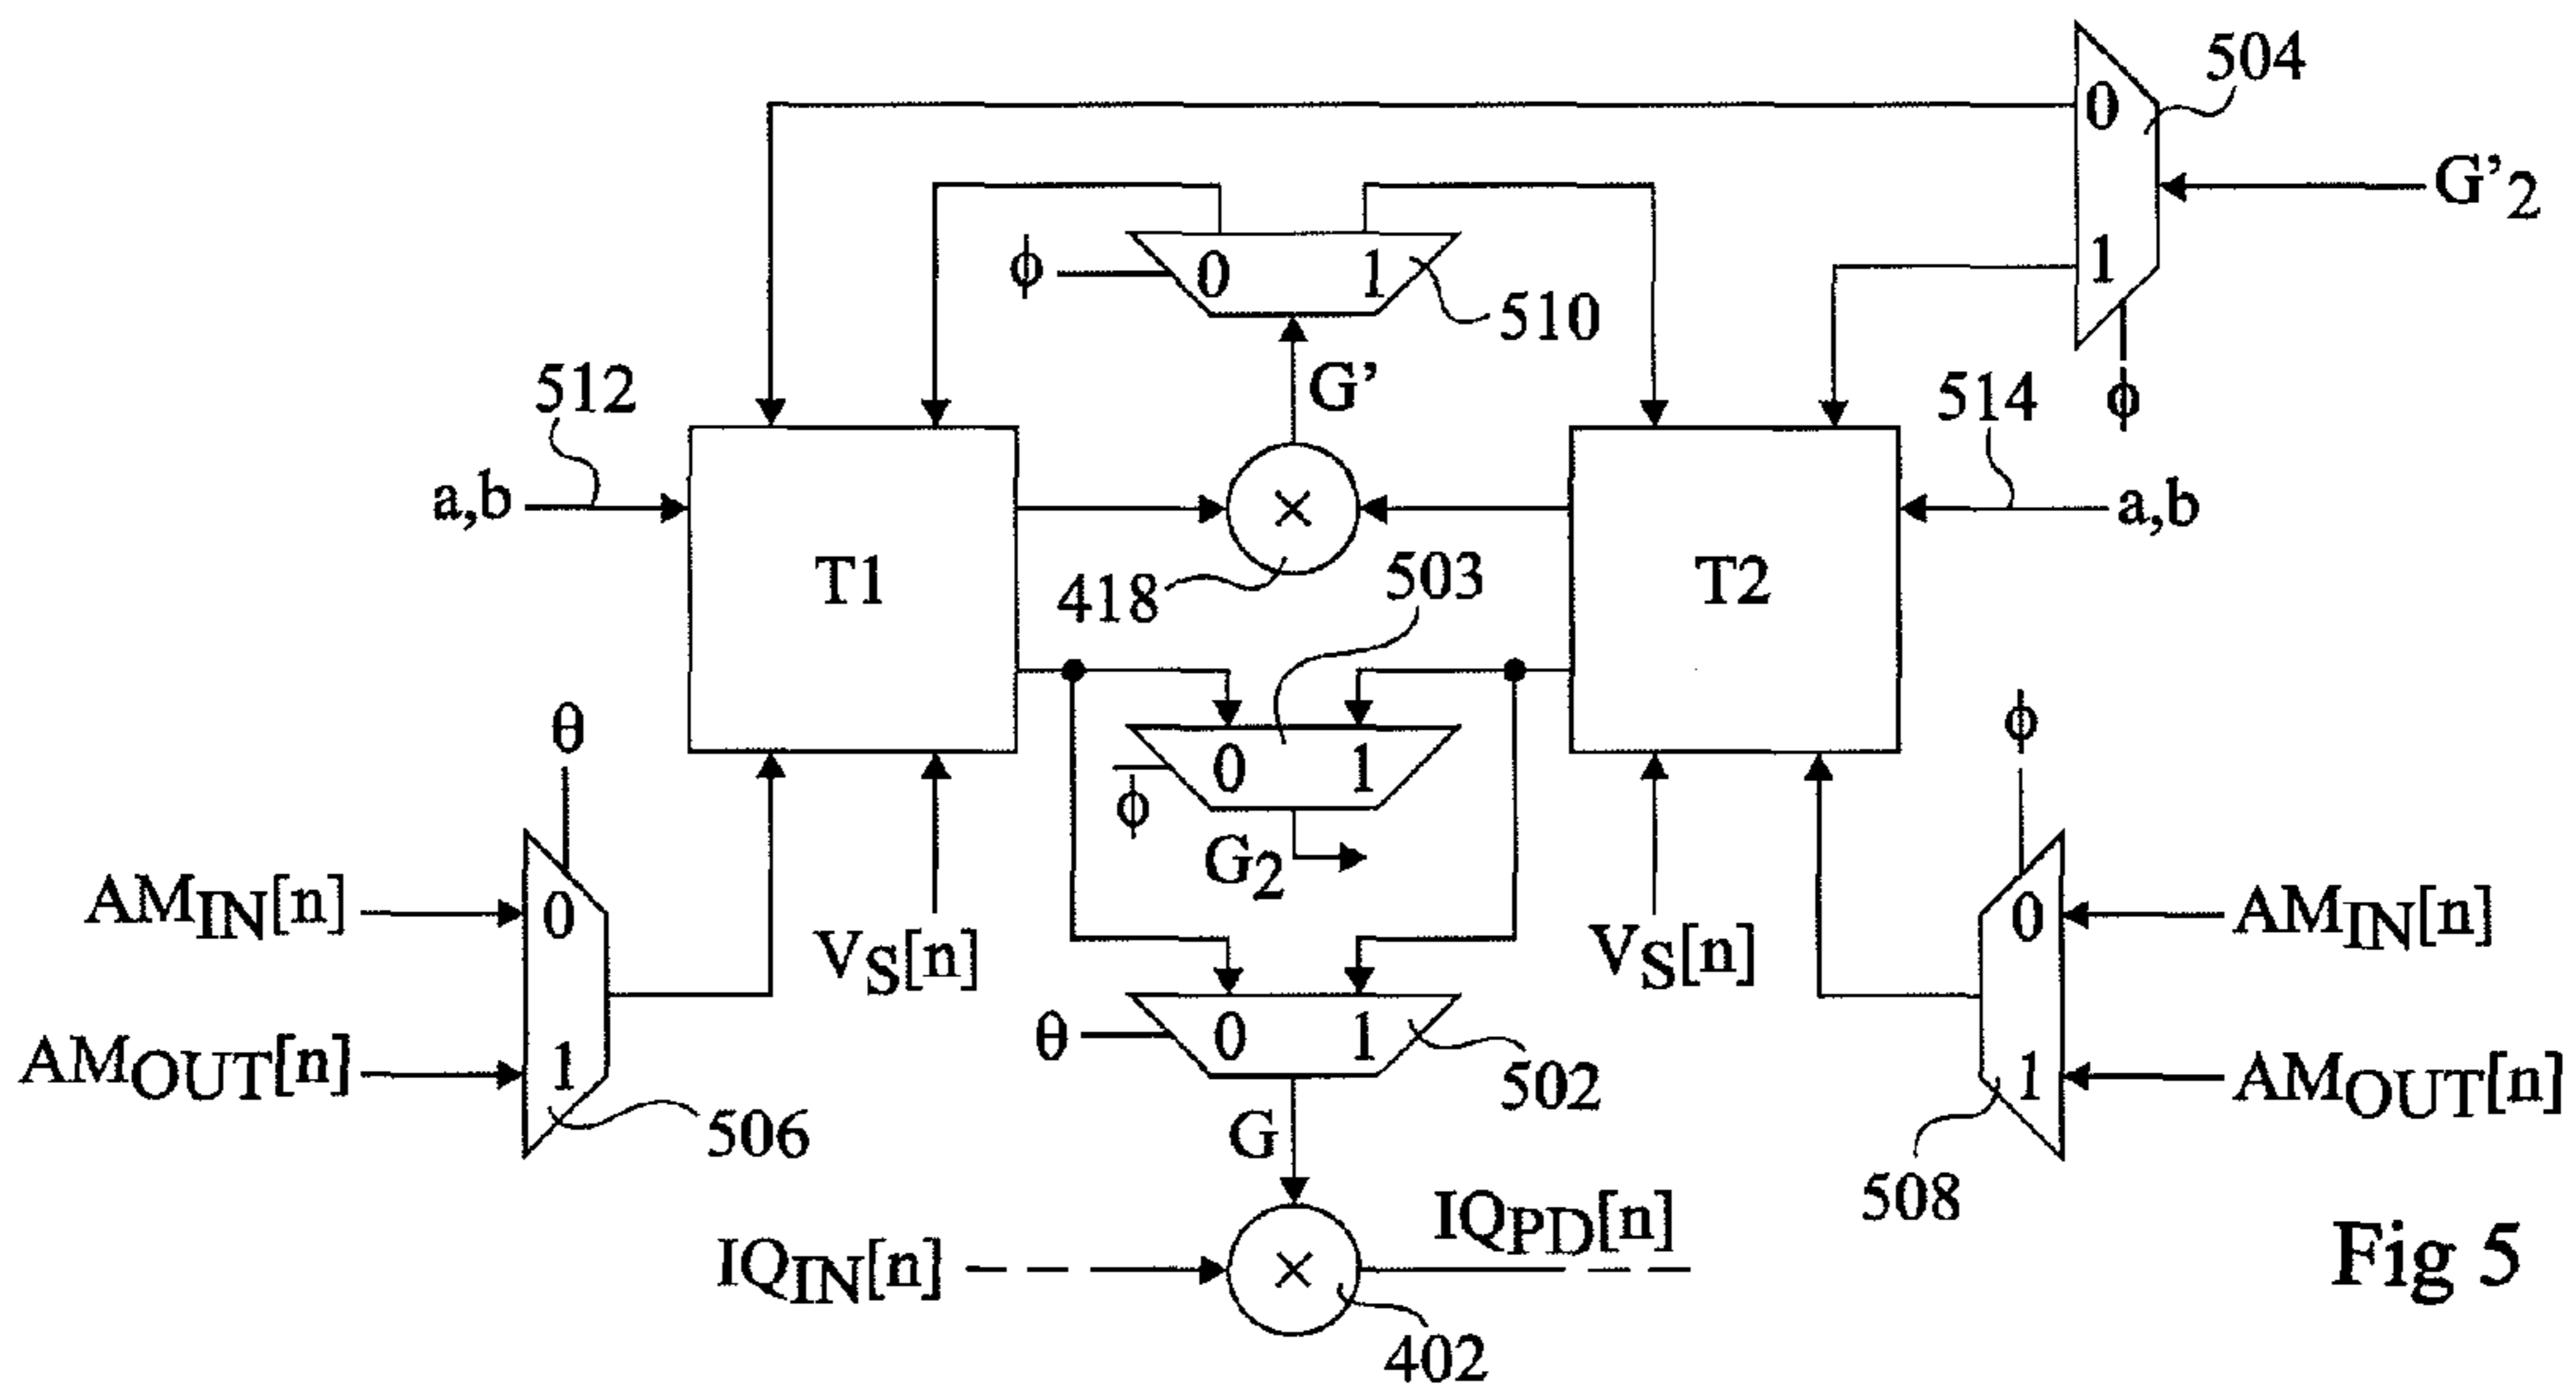 504
0
G’2
ϕ
0 1
1
510
G’
512
514
ϕ
a,b
×
a,b
T1
T2
418
503
θ
ϕ
0 1
ϕ
G2
AMIN[n]
0
VS[n]
VS[n]
0
AMIN[n]
θ
0 1
502
AMOUT[n]
1
1
AMOUT[n]
506
G
508
IQIN[n]
×
IQPD[n]
402
Fig 5